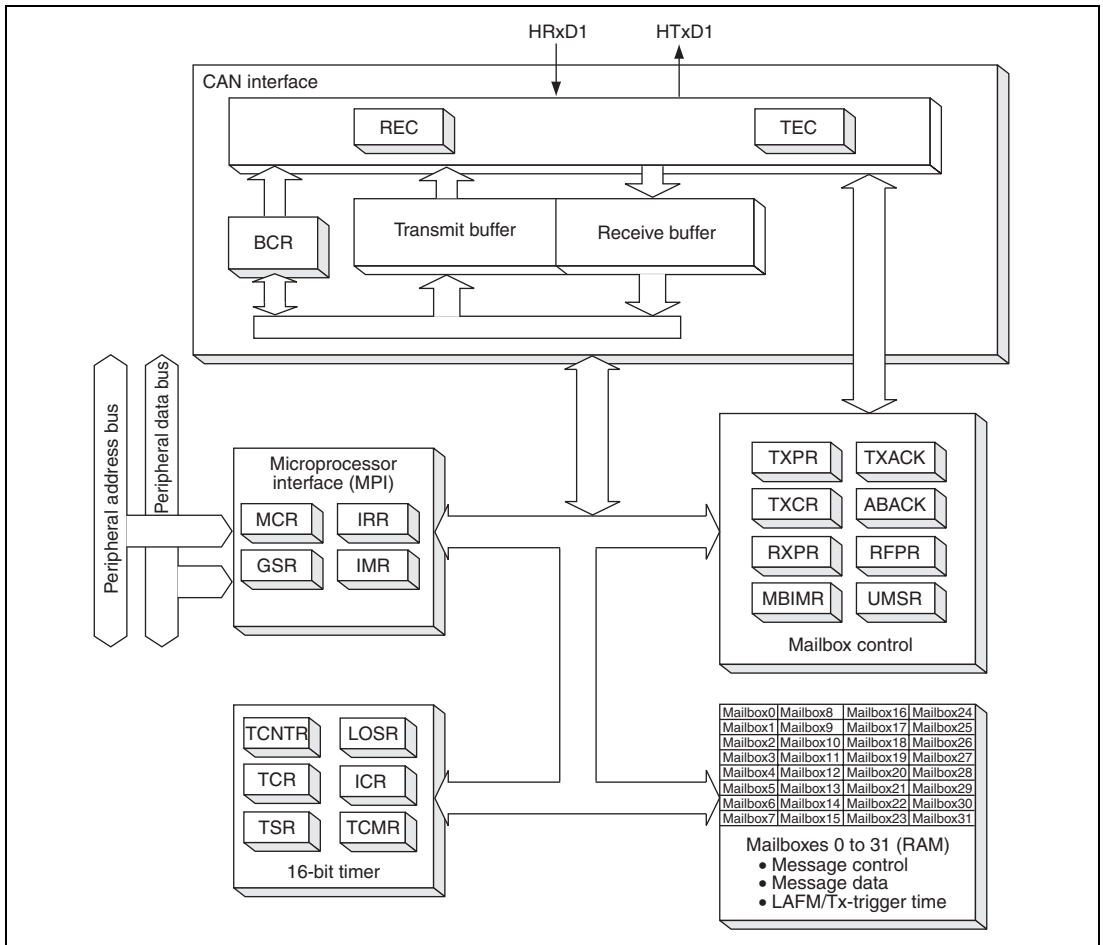 HRxD1 HTxD1
CAN interface
REC TEC
BCR Transmit buffer Receive buffer
Peripheral address bus
Peripheral data bus
Microprocessor
interface (MPI)
MCR IRR
GSR IMR
TXPR TXACK
TXCR ABACK
RXPR RFPR
MBIMR UMSR
Mailbox control
TCNTR LOSR
TCR ICR
TSR TCMR
16-bit timer
Mailbox0 Mailbox8 Mailbox16 Mailbox24
Mailbox1 Mailbox9 Mailbox17 Mailbox25
Mailbox2 Mailbox10 Mailbox18 Mailbox26
Mailbox3 Mailbox11 Mailbox19 Mailbox27
Mailbox4 Mailbox12 Mailbox20 Mailbox28
Mailbox5 Mailbox13 Mailbox21 Mailbox29
Mailbox6 Mailbox14 Mailbox22 Mailbox30
Mailbox7 Mailbox15 Mailbox23 Mailbox31
Mailboxes 0 to 31 (RAM)
• Message control
• Message data
• LAFM/Tx-trigger time